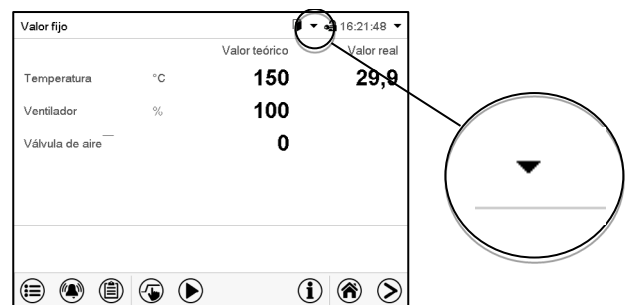 Valor fijo 16:21:48
Valor teórico Valor real
Temperatura °C 150 29,9
Ventilador % 100
Válvula de aire 0